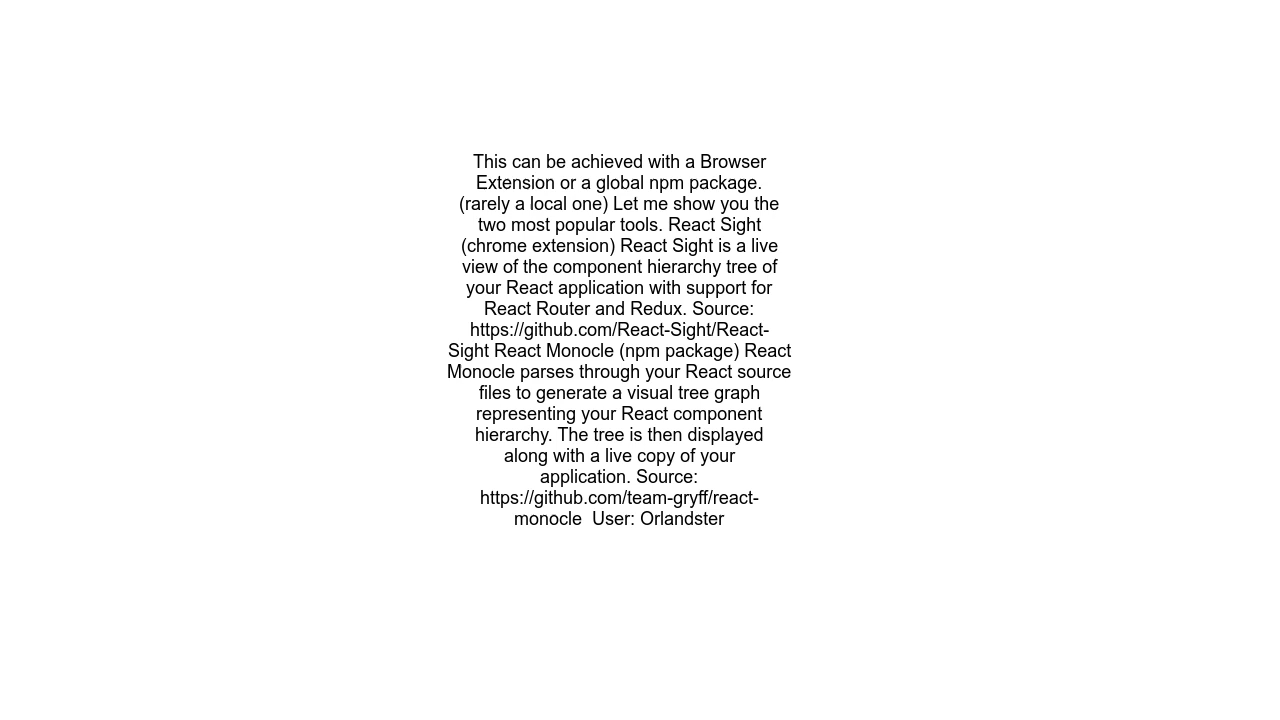 This can be achieved with a Browser
Extension or a global npm package.
(rarely a local one) Let me show you the
two most popular tools. React Sight
(chrome extension) React Sight is a live
view of the component hierarchy tree of
your React application with support for
React Router and Redux. Source:
https://github.com/React-Sight/React-
Sight React Monocle (npm package) React
Monocle parses through your React source
files to generate a visual tree graph
representing your React component
hierarchy. The tree is then displayed
along with a live copy of your
application. Source:
https://github.com/team-gryff/react-
monocle  User: Orlandster